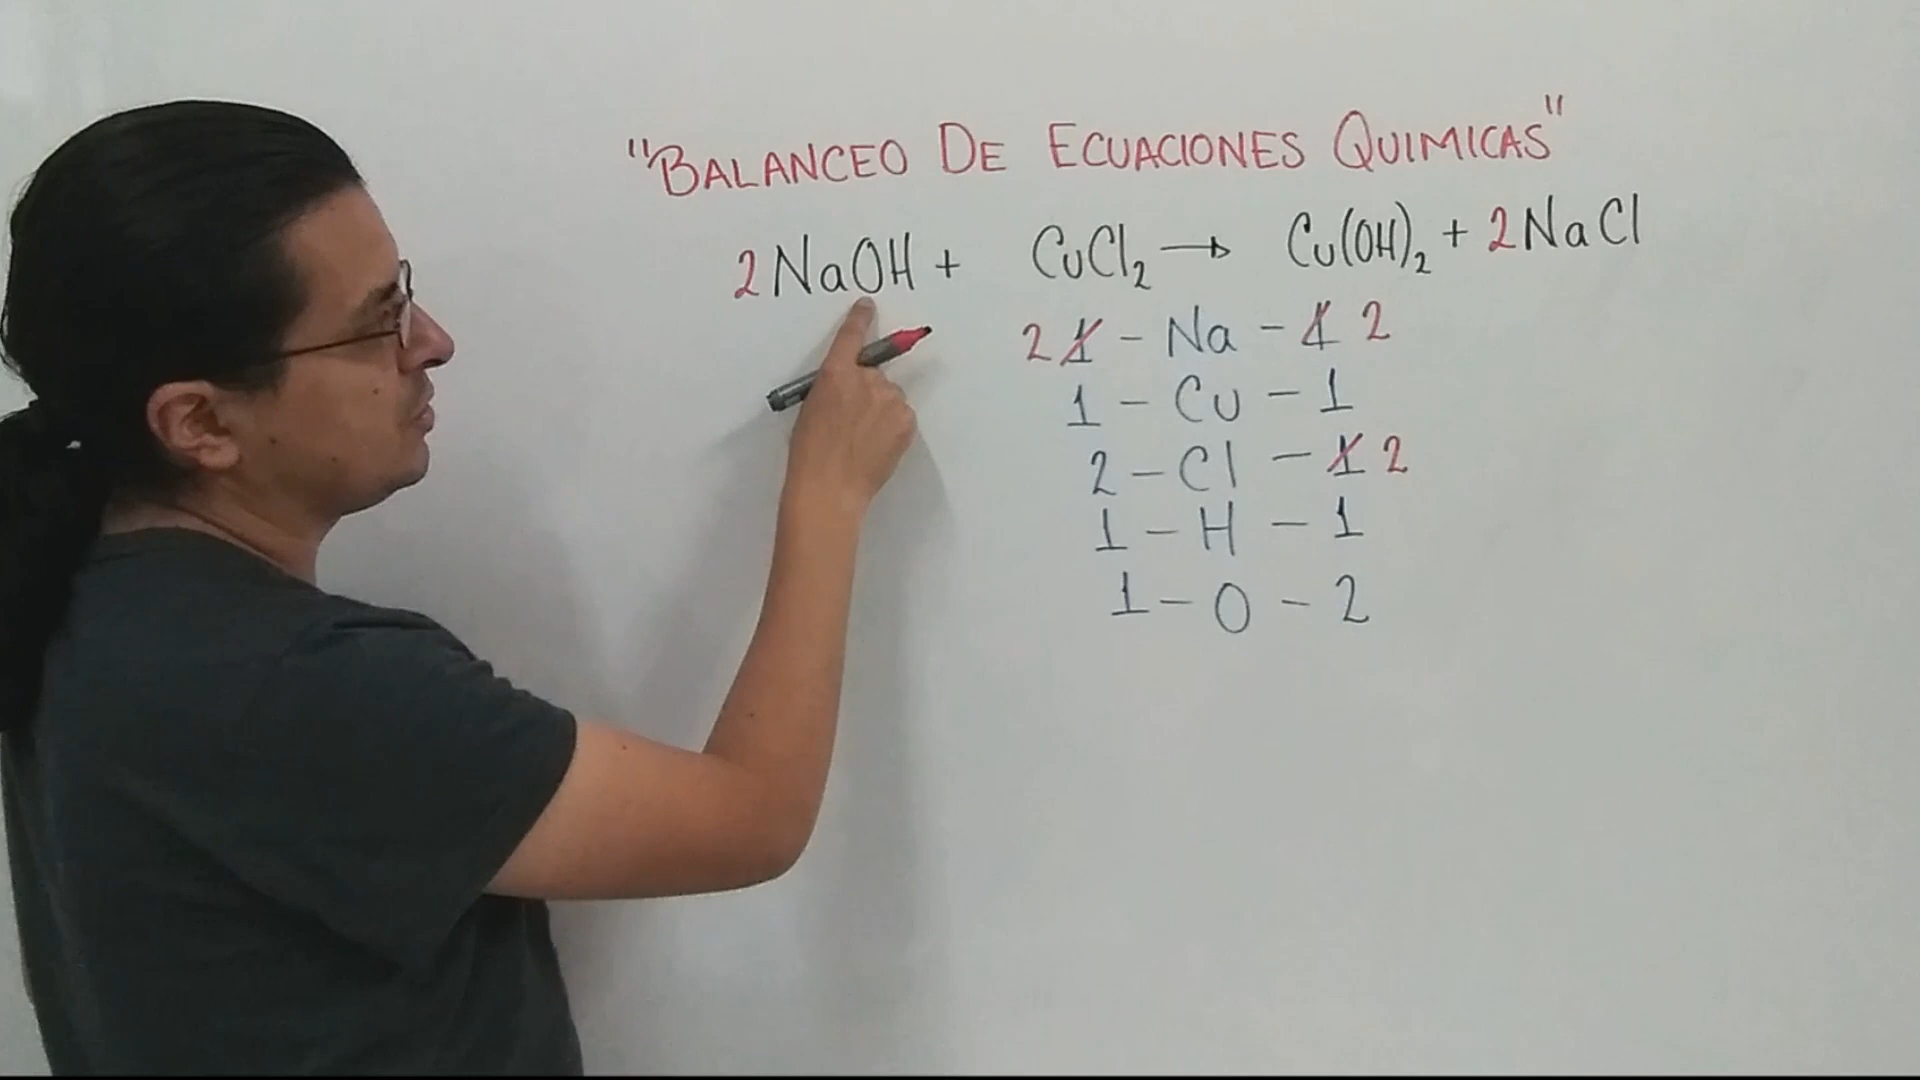 "BALANCEO DE ECUACIONES QUIMICAS"
2NaOH + CuCl₂ → Cu(OH)₂ + 2NaCl
2 1 - Na - 1 2
1 - Cu - 1
2 - Cl - 1 2
1 - H - 1
1 - O - 2